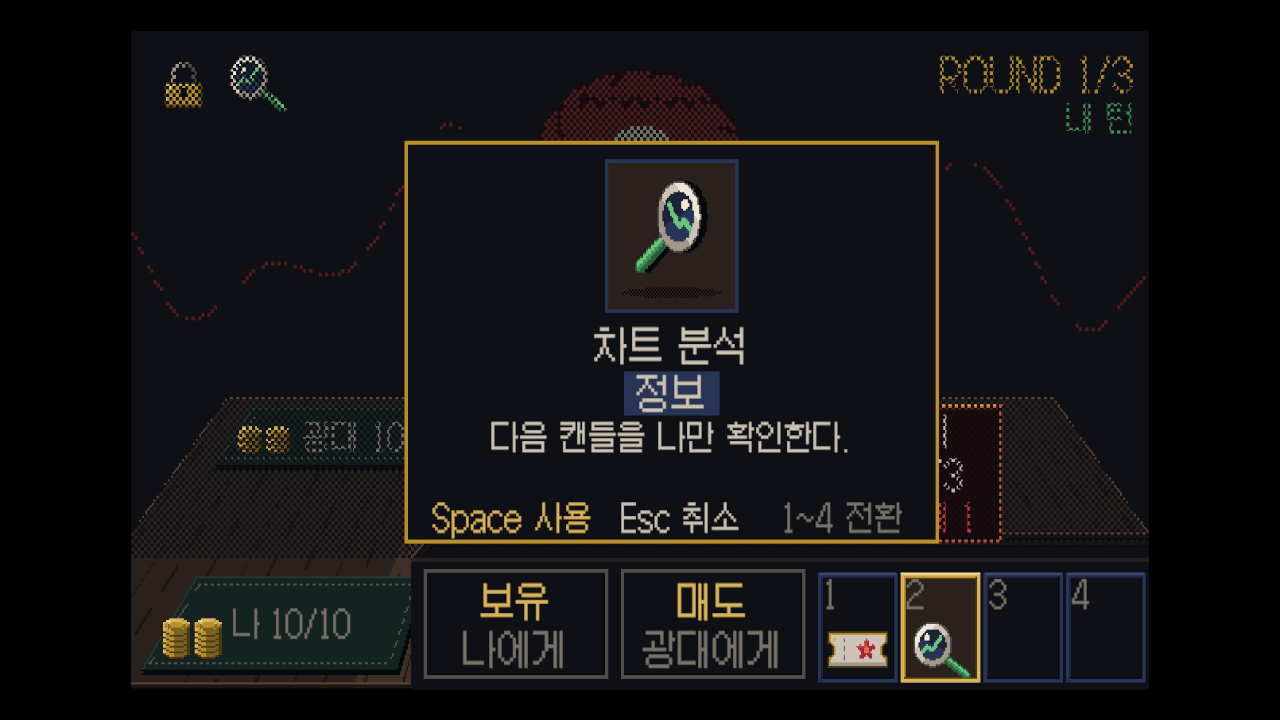 ROUND 1/3
내 턴
차트 분석
정보
다음 캔들을 나만 확인한다.
광대 10
3
1
Space 사용 Esc 취소 1~4 전환
나 10/10
보유
나에게
매도
광대에게
1
2
3
4